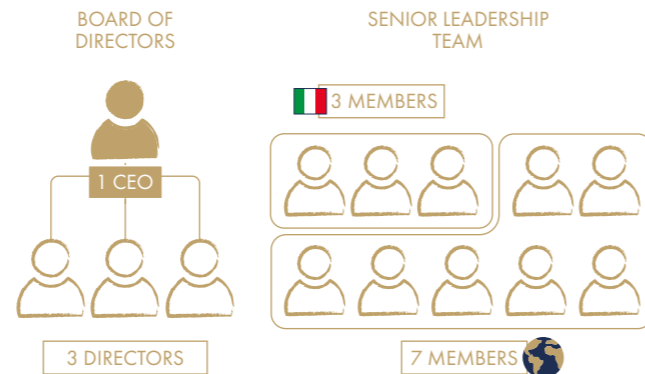 BOARD OF
DIRECTORS
1 CEO
3 DIRECTORS
SENIOR LEADERSHIP
TEAM
3 MEMBERS
7 MEMBERS